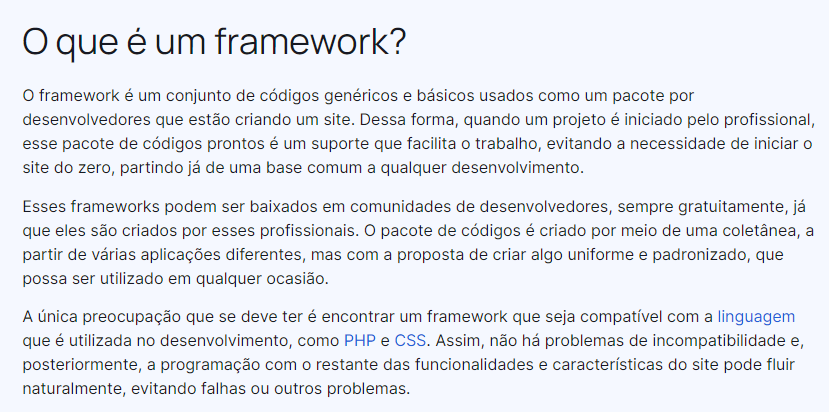 O que é um framework?
O framework é um conjunto de códigos genéricos e básicos usados como um pacote por
desenvolvedores que estão criando um site. Dessa forma, quando um projeto é iniciado pelo profissional,
esse pacote de códigos prontos é um suporte que facilita o trabalho, evitando a necessidade de iniciar o
site do zero, partindo já de uma base comum a qualquer desenvolvimento.
Esses frameworks podem ser baixados em comunidades de desenvolvedores, sempre gratuitamente, já
que eles são criados por esses profissionais. O pacote de códigos é criado por meio de uma coletânea, a
partir de várias aplicações diferentes, mas com a proposta de criar algo uniforme e padronizado, que
possa ser utilizado em qualquer ocasião.
A única preocupação que se deve ter é encontrar um framework que seja compatível com a linguagem
que é utilizada no desenvolvimento, como PHP e CSS. Assim, não há problemas de incompatibilidade e,
posteriormente, a programação com o restante das funcionalidades e características do site pode fluir
naturalmente, evitando falhas ou outros problemas.